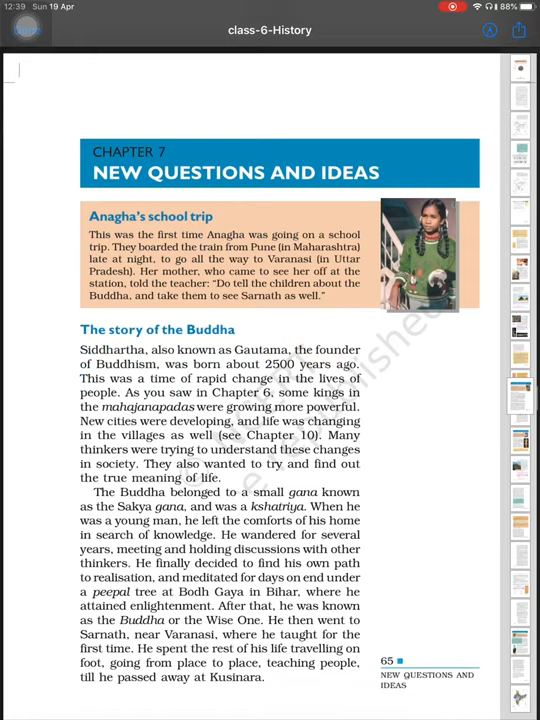 12:39 Sun 19 Apr
88%
Done
class-6-History
CHAPTER 7
NEW QUESTIONS AND IDEAS
Anagha's school trip
This was the first time Anagha was going on a school
trip. They boarded the train from Pune (in Maharashtra)
late at night, to go all the way to Varanasi (in Uttar
Pradesh). Her mother, who came to see her off at the
station, told the teacher: “Do tell the children about the
Buddha, and take them to see Sarnath as well.”
The story of the Buddha
Siddhartha, also known as Gautama, the founder
of Buddhism, was born about 2500 years ago.
This was a time of rapid change in the lives of
people. As you saw in Chapter 6, some kings in
the mahajanapadas were growing more powerful.
New cities were developing, and life was changing
in the villages as well (see Chapter 10). Many
thinkers were trying to understand these changes
in society. They also wanted to try and find out
the true meaning of life.
The Buddha belonged to a small gana known
as the Sakya gana, and was a kshatriya. When he
was a young man, he left the comforts of his home
in search of knowledge. He wandered for several
years, meeting and holding discussions with other
thinkers. He finally decided to find his own path
to realisation, and meditated for days on end under
a peepal tree at Bodh Gaya in Bihar, where he
attained enlightenment. After that, he was known
as the Buddha or the Wise One. He then went to
Sarnath, near Varanasi, where he taught for the
first time. He spent the rest of his life travelling on
foot, going from place to place, teaching people,
till he passed away at Kusinara.
65
NEW QUESTIONS AND
IDEAS